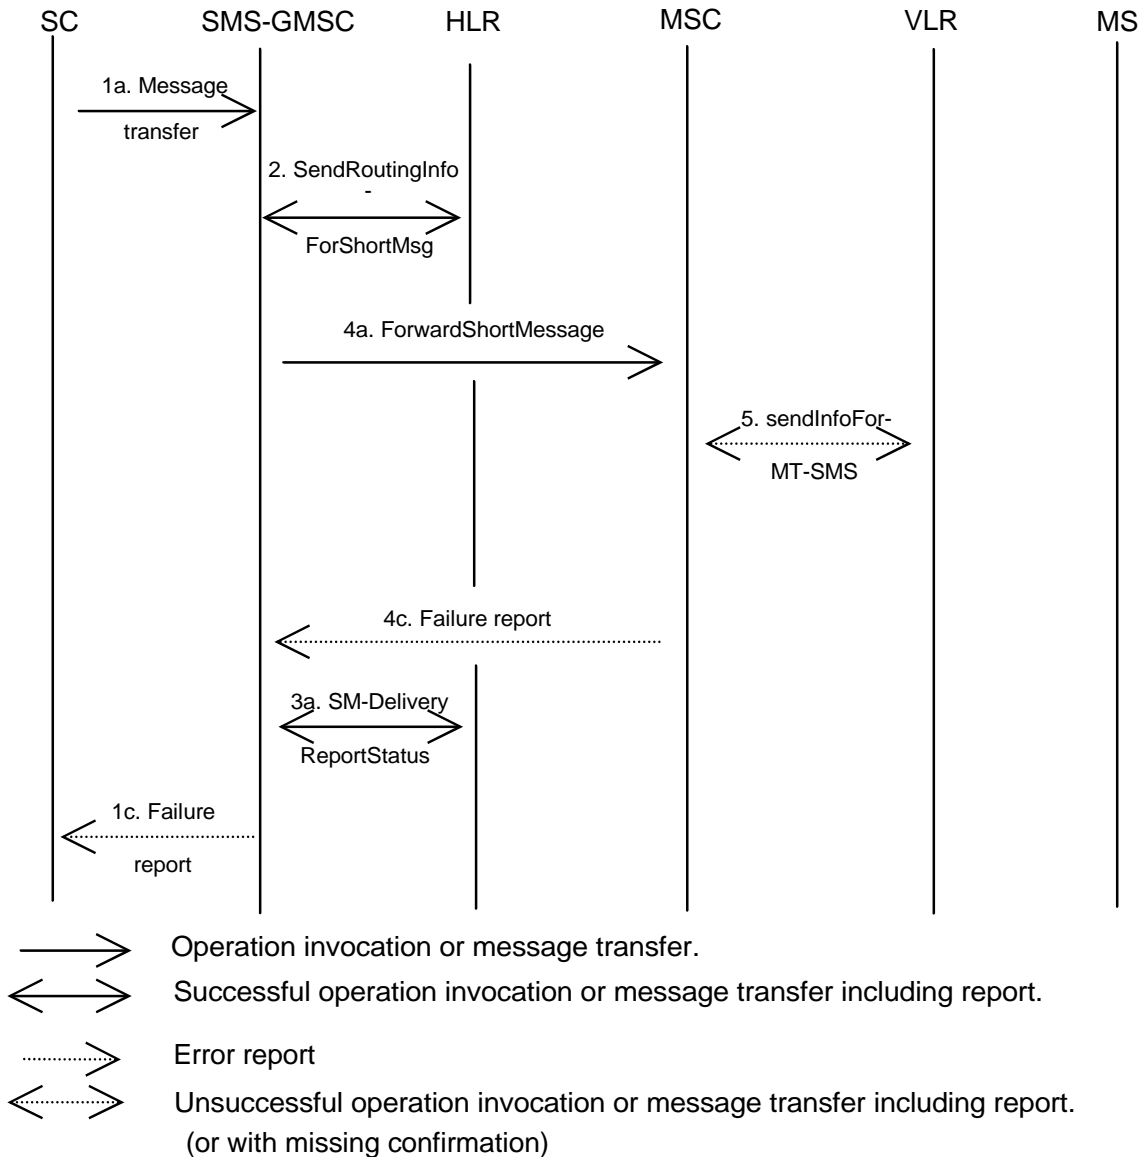 SC SMS-GMSC HLR MSC VLR MS
1a. Message
transfer
2. SendRoutingInfo
-
ForShortMsg
4a. ForwardShortMessage
5. sendInfoFor-
MT-SMS
4c. Failure report
3a. SM-Delivery
ReportStatus
1c. Failure
report
Operation invocation or message transfer.
Successful operation invocation or message transfer including report.
Error report
Unsuccessful operation invocation or message transfer including report.
(or with missing confirmation)